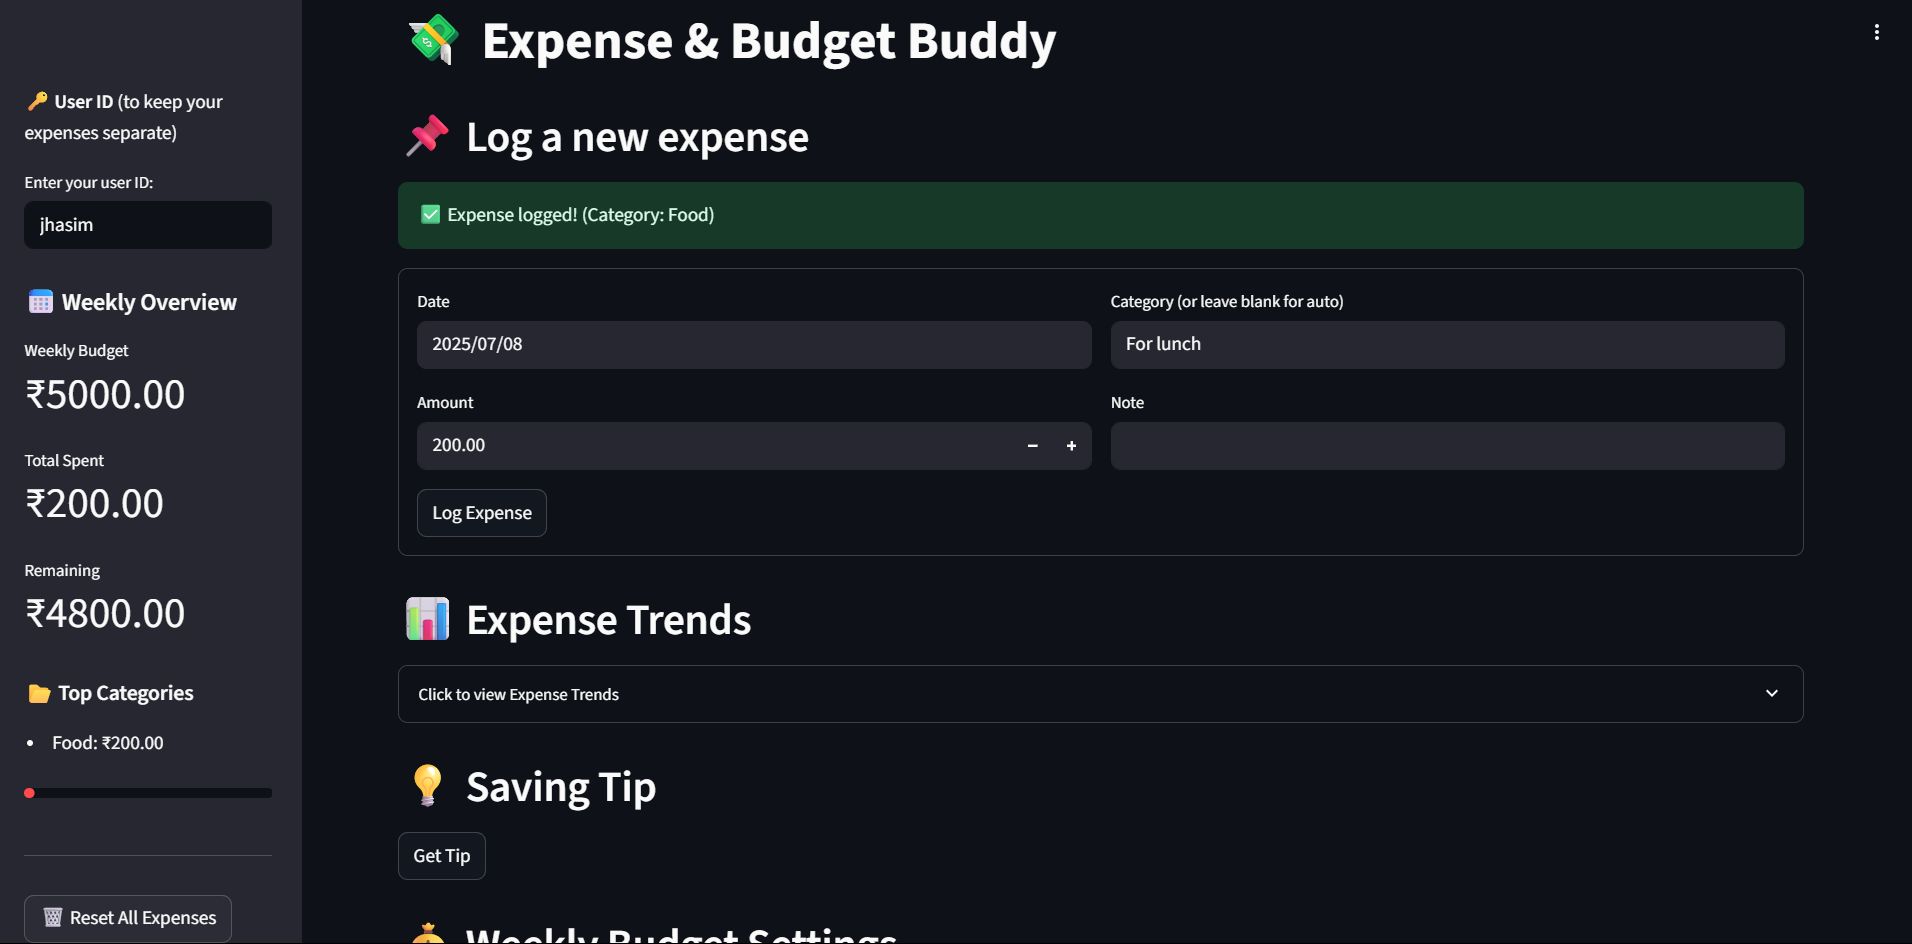 User ID (to keep your
expenses separate)
Enter your user ID:
jhasim
Weekly Overview
Weekly Budget
₹5000.00
Total Spent
₹200.00
Remaining
₹4800.00
Top Categories
• Food: ₹200.00
Reset All Expenses
Expense & Budget Buddy
Log a new expense
Expense logged! (Category: Food)
Date
2025/07/08
Category (or leave blank for auto)
For lunch
Amount
200.00 − +
Note
Log Expense
Expense Trends
Click to view Expense Trends
Saving Tip
Get Tip
Weekly Budget Settings